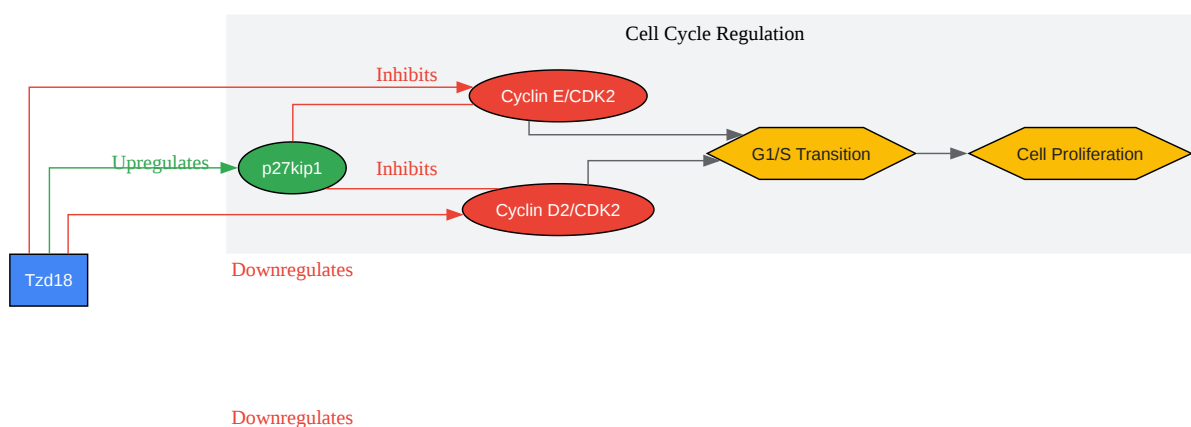 Cell Cycle Regulation
Inhibits
Cyclin E/CDK2
G1/S Transition
Cell Proliferation
Upregulates
p27kip1
Inhibits
Cyclin D2/CDK2
Downregulates
Tzd18
Downregulates